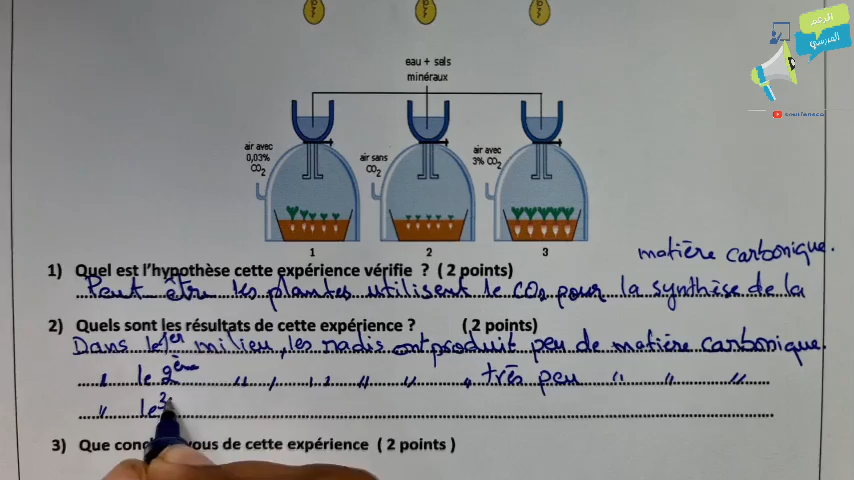 المرشد
المدرسي
eau + sels
minéraux
air avec
0,03%
CO2
air sans
CO2
air avec
3% CO2
1 2 3
matière carbonique.
1) Quel est l'hypothèse cette expérience vérifie ? ( 2 points)
Peut être les plantes utilisent le CO2 pour la synthèse de la
2) Quels sont les résultats de cette expérience ? ( 2 points)
Dans le 1er milieu, les radis ont produit peu de matière carbonique.
" le 2ème " " " " " " très peu " " "
" le 3
3) Que conc vous de cette expérience ( 2 points )